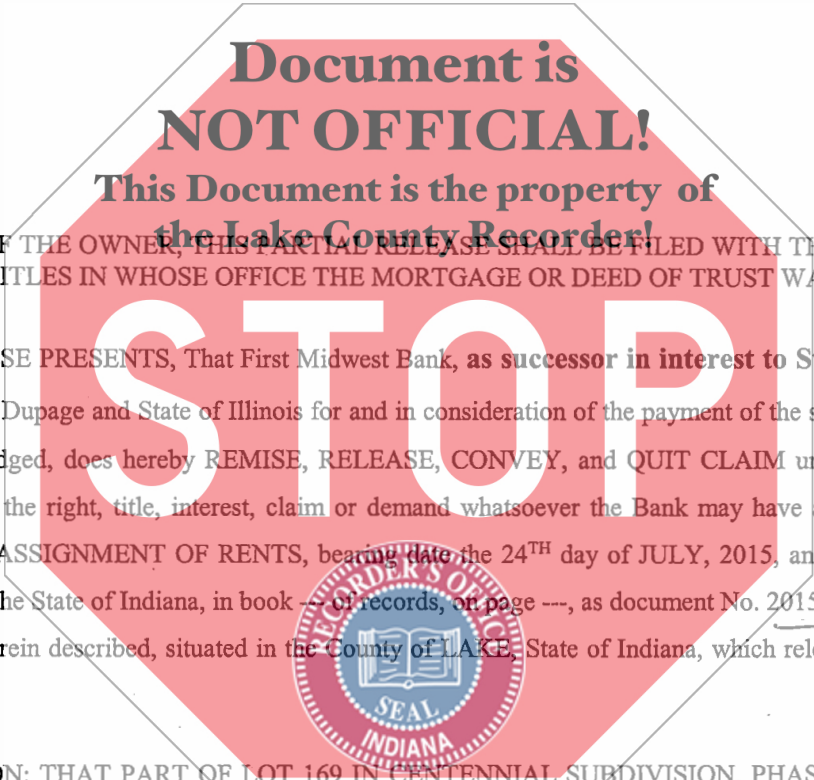 Document is
NOT OFFICIAL!
This Document is the property of
the Lake County Recorder!
F THE OWNER, THIS PARTIAL RELEASE SHALL BE FILED WITH
ITLES IN WHOSE OFFICE THE MORTGAGE OR DEED OF TRUST WA
SE PRESENTS, That First Midwest Bank, as successor in interest to S
STOP
Dupage and State of Illinois for and in consideration of the payment of the s
dged, does hereby REMISE, RELEASE, CONVEY, and QUIT CLAIM un
the right, title, interest, claim or demand whatsoever the Bank may have
ASSIGNMENT OF RENTS, bearing date the 24TH day of JULY, 2015, an
he State of Indiana, in book --- of records, on page ---, as document No. 2015
rein described, situated in the County of LAKE, State of Indiana, which rele
RECORDER'S OFFICE
SEAL
INDIANA
N: THAT PART OF LOT 169 IN CENTENNIAL SUBDIVISION, PHAS